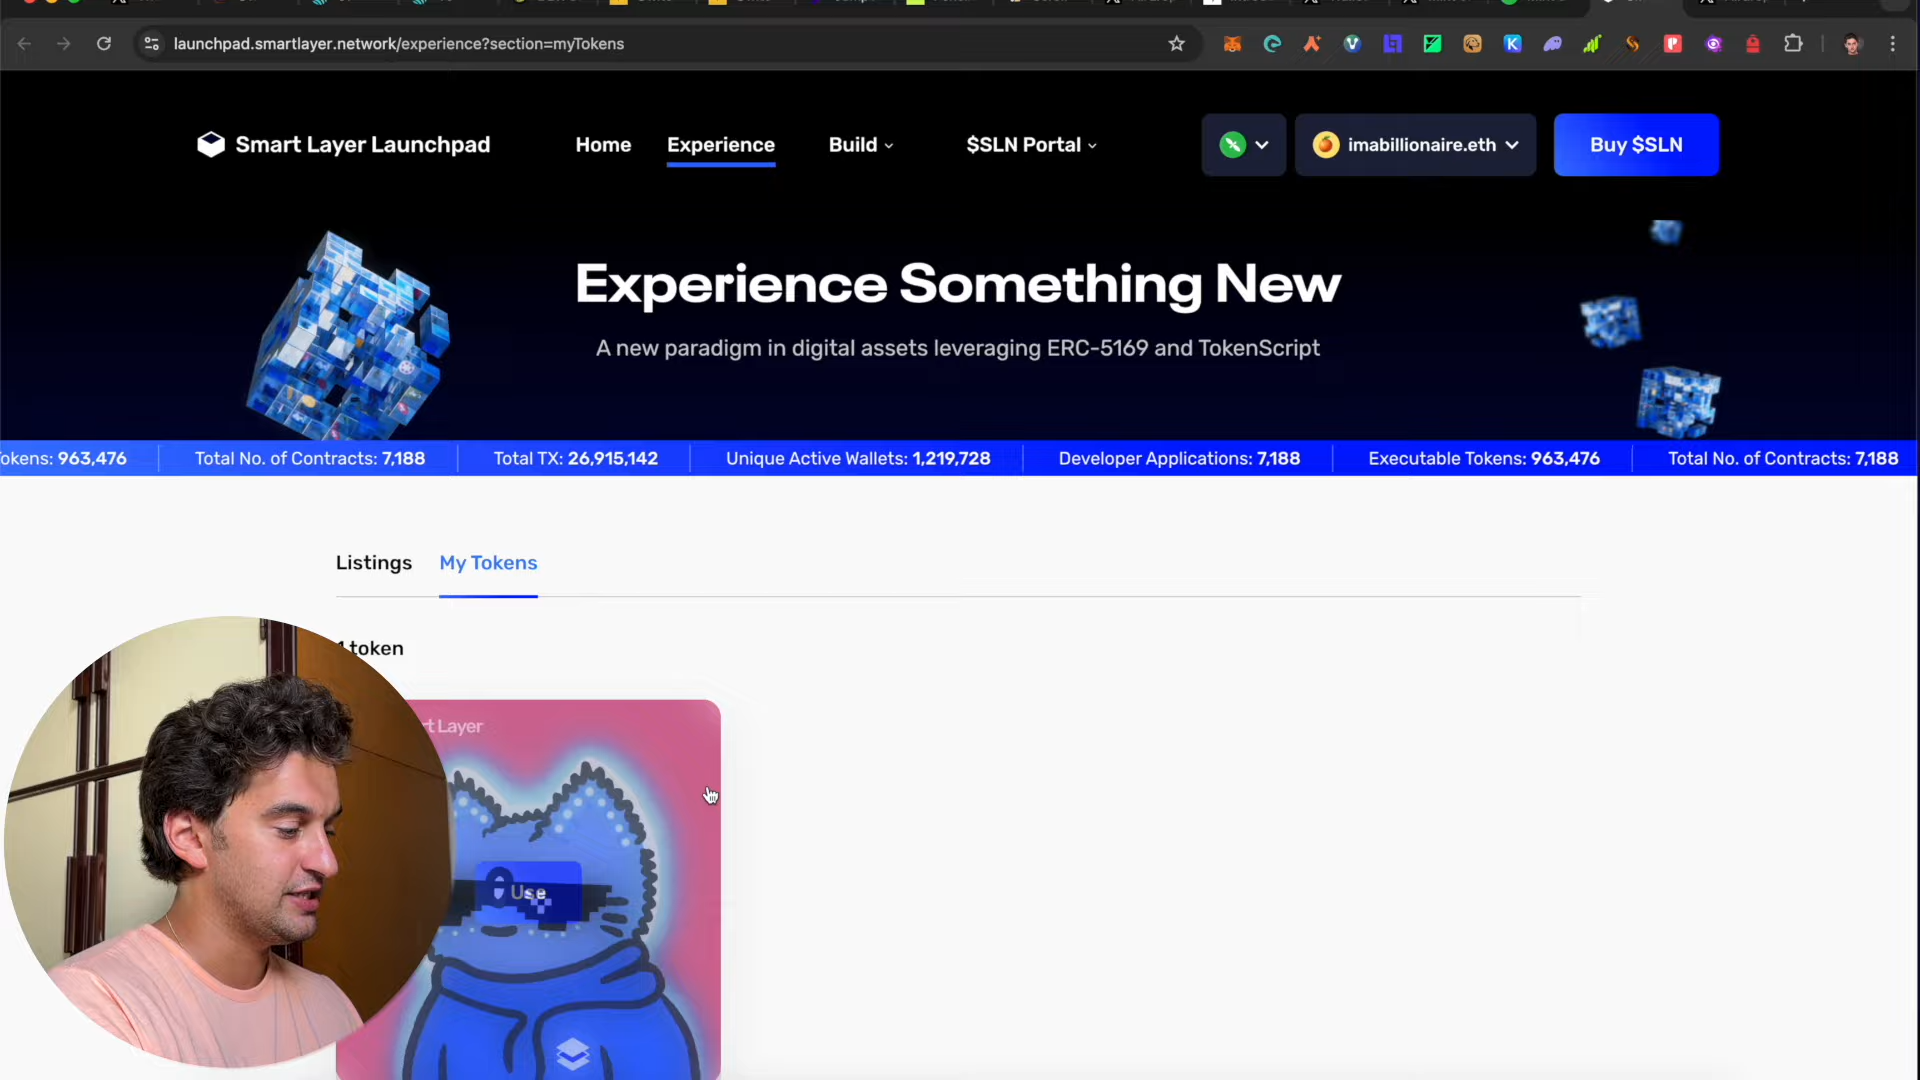 launchpad.smartlayer.network/experience?section=myTokens
Smart Layer Launchpad
Home
Experience
Build
$SLN Portal
imabillionaire.eth
Buy $SLN
Experience Something New
A new paradigm in digital assets leveraging ERC-5169 and TokenScript
okens: 963,476
Total No. of Contracts: 7,188
Total TX: 26,915,142
Unique Active Wallets: 1,219,728
Developer Applications: 7,188
Executable Tokens: 963,476
Total No. of Contracts: 7,188
Listings
My Tokens
1 token
rt Layer
Use